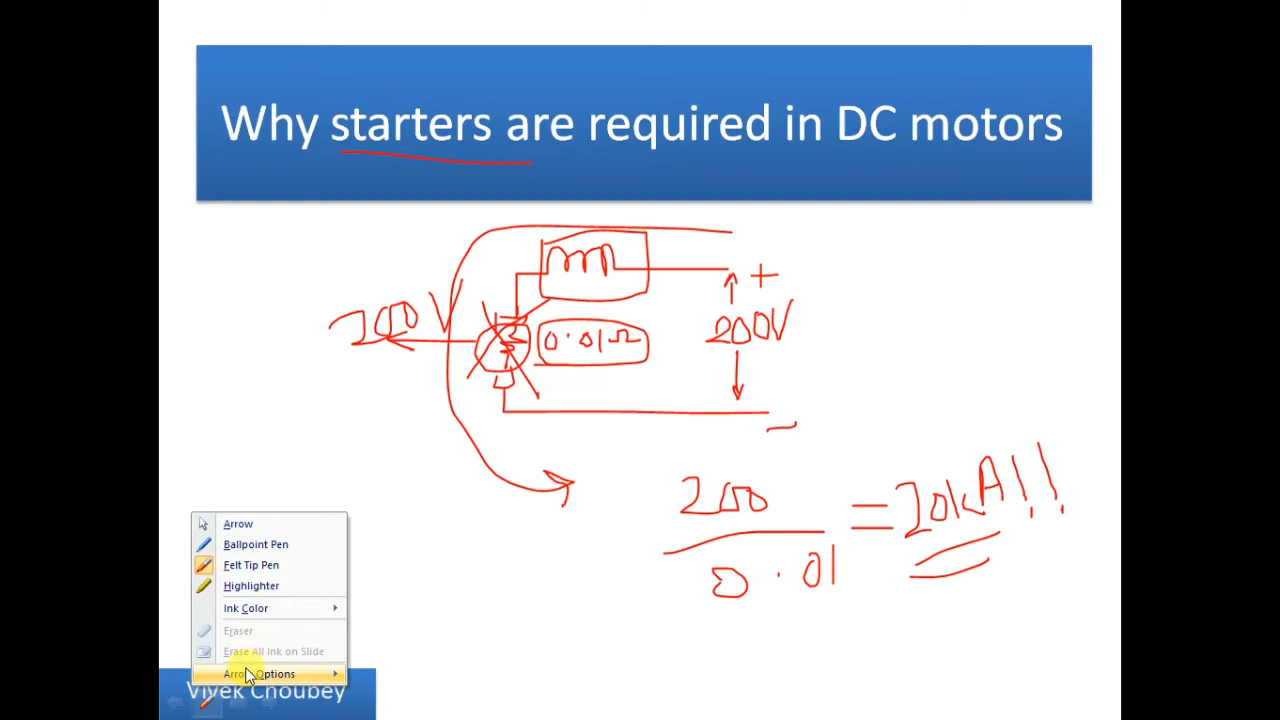 Why starters are required in DC motors
+
200V
200V
0.01Ω
-
200
0.01
=20kA!!
Arrow
Ballpoint Pen
Felt Tip Pen
Highlighter
Ink Color
Eraser
Erase All Ink on Slide
Arrow Options
Vivek Choubey